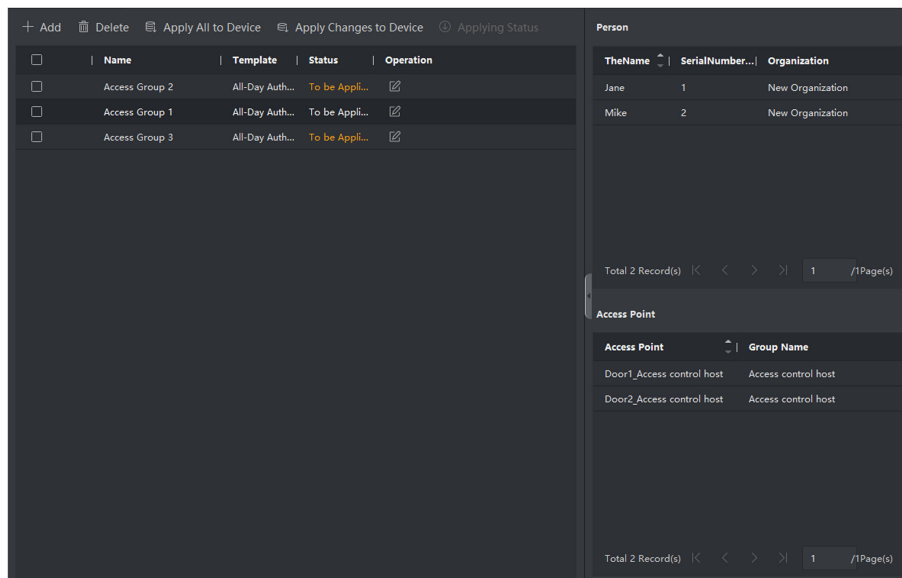 Add Delete Apply All to Device Apply Changes to Device Applying Status
Name Template Status Operation
Access Group 2 All-Day Auth... To be Appli...
Access Group 1 All-Day Auth... To be Appli...
Access Group 3 All-Day Auth... To be Appli...
Person
TheName SerialNumber... Organization
Jane 1 New Organization
Mike 2 New Organization
Total 2 Record(s) 1 /1Page(s)
Access Point
Access Point Group Name
Door1_Access control host Access control host
Door2_Access control host Access control host
Total 2 Record(s) 1 /1Page(s)